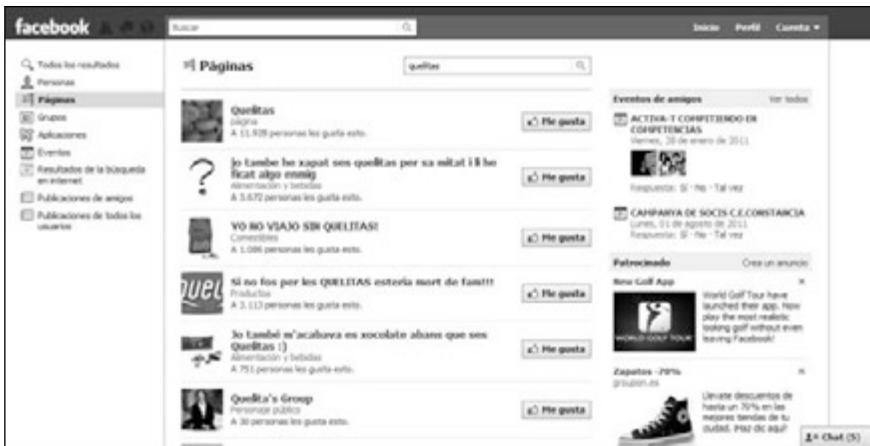 facebook
Buscar
Inicio Perfil Cuenta
Todos los resultados
Personas
Páginas
Grupos
Aplicaciones
Eventos
Resultados de la búsqueda
en internet
Publicaciones de amigos
Publicaciones de todos los
usuarios
Páginas
quelitas
Quelitas
página
A 11.928 personas les gusta esto.
Me gusta
Jo tambe he xapat ses quelitas per sa mitat i li he
ficat algo enmig
Alimentación y bebidas
A 3.672 personas les gusta esto.
Me gusta
YO NO VIAJO SIN QUELITAS!
Comestibles
A 1.086 personas les gusta esto.
Me gusta
QUEL
Si no fos per les QUELITAS esteria mort de fam!!!
Productos
A 3.113 personas les gusta esto.
Me gusta
Jo també m'acabava es xocolate abans que ses
Quelitas :)
Alimentación y bebidas
A 751 personas les gusta esto.
Me gusta
Quelita's Group
Personaje público
A 30 personas les gusta esto.
Me gusta
Eventos de amigos Ver todos
ACTIVA-T COMPITIENDO EN
COMPETENCIAS
Viernes, 28 de enero de 2011
Respuesta: Sí · No · Tal vez
CAMPANYA DE SOCIS C.E.CONSTANCIA
Lunes, 01 de agosto de 2011
Respuesta: Sí · No · Tal vez
Patrocinado Crea un anuncio
New Golf App
WORLD GOLF TOUR
World Golf Tour have
launched their app. Now
play the most realistic
looking golf without even
leaving Facebook!
Zapatos -70%
groupon.es
Llevate descuentos de
hasta un 70% en las
mejores tiendas de tu
ciudad. ¡Haz clic aquí!
Chat (5)